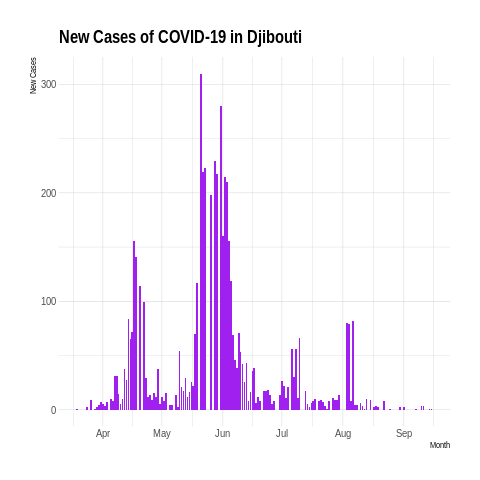 New Cases of COVID-19 in Djibouti
New Cases
300
200
100
0
Apr May Jun Jul Aug Sep
Month